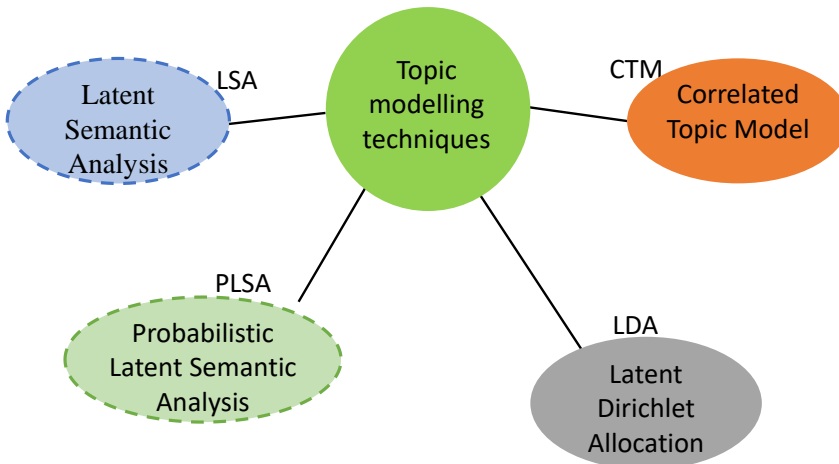 LSA
Latent
Semantic
Analysis
Topic
modelling
techniques
CTM
Correlated
Topic Model
PLSA
Probabilistic
Latent Semantic
Analysis
LDA
Latent
Dirichlet
Allocation